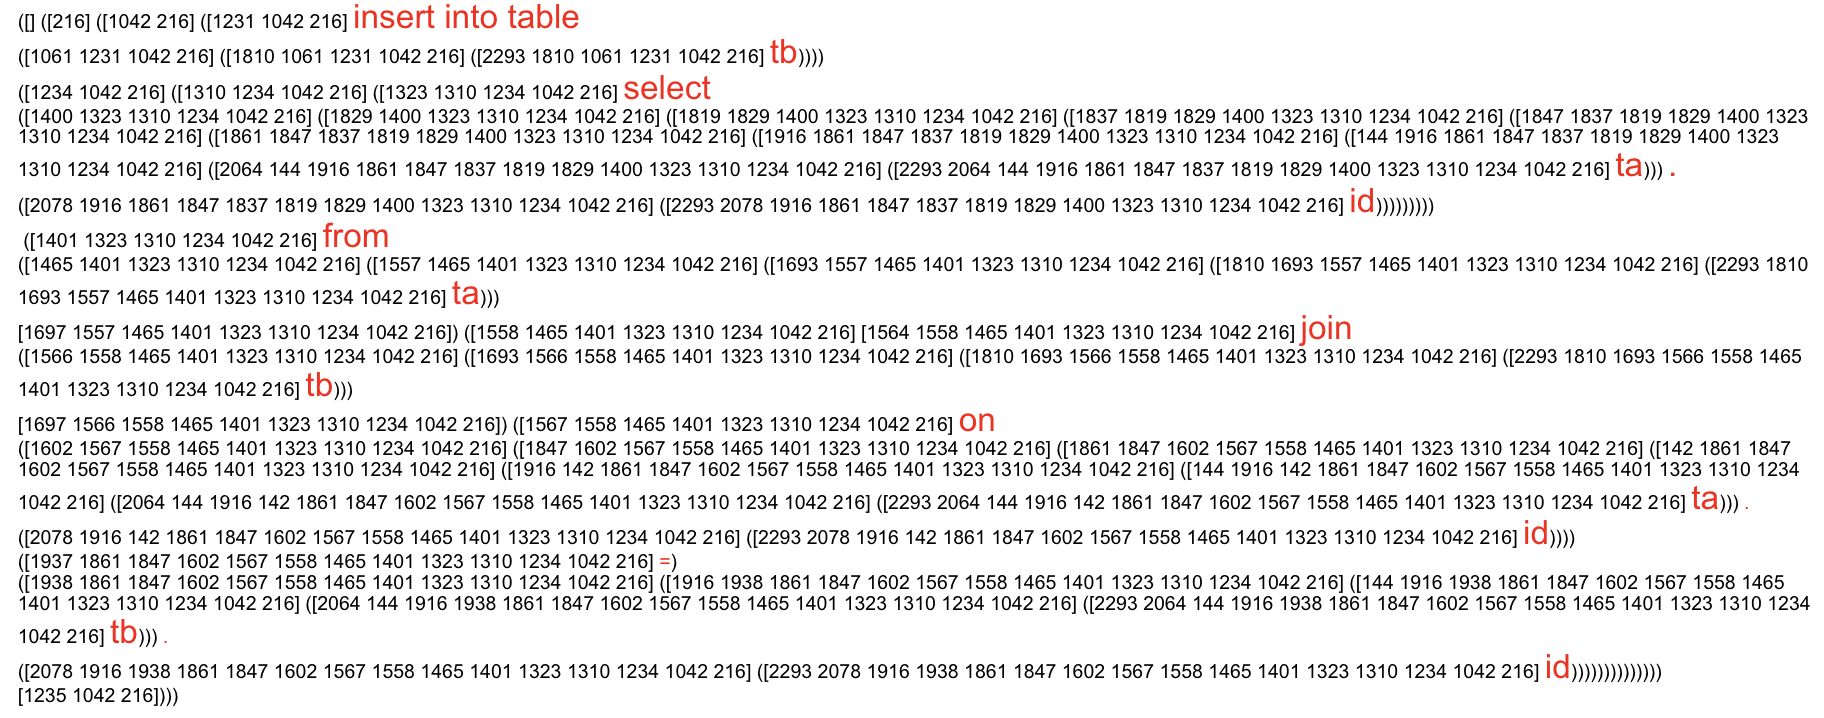 ([] ([216] ([1042 216] ([1231 1042 216] insert into table
([1061 1231 1042 216] ([1810 1061 1231 1042 216] ([2293 1810 1061 1231 1042 216] tb))))
([1234 1042 216] ([1310 1234 1042 216] ([1323 1310 1234 1042 216] select
([1400 1323 1310 1234 1042 216] ([1829 1400 1323 1310 1234 1042 216] ([1819 1829 1400 1323 1310 1234 1042 216] ([1837 1819 1829 1400 1323 1310 1234 1042 216] ([1847 1837 1819 1829 1400 1323
1310 1234 1042 216] ([1861 1847 1837 1819 1829 1400 1323 1310 1234 1042 216] ([1916 1861 1847 1837 1819 1829 1400 1323 1310 1234 1042 216] ([144 1916 1861 1847 1837 1819 1829 1400 1323
1310 1234 1042 216] ([2064 144 1916 1861 1847 1837 1819 1829 1400 1323 1310 1234 1042 216] ([2293 2064 144 1916 1861 1847 1837 1819 1829 1400 1323 1310 1234 1042 216] ta))) .
([2078 1916 1861 1847 1837 1819 1829 1400 1323 1310 1234 1042 216] ([2293 2078 1916 1861 1847 1837 1819 1829 1400 1323 1310 1234 1042 216] id)))))))))
([1401 1323 1310 1234 1042 216] from
([1465 1401 1323 1310 1234 1042 216] ([1557 1465 1401 1323 1310 1234 1042 216] ([1693 1557 1465 1401 1323 1310 1234 1042 216] ([1810 1693 1557 1465 1401 1323 1310 1234 1042 216] ([2293 1810
1693 1557 1465 1401 1323 1310 1234 1042 216] ta)))
[1697 1557 1465 1401 1323 1310 1234 1042 216]) ([1558 1465 1401 1323 1310 1234 1042 216] [1564 1558 1465 1401 1323 1310 1234 1042 216] join
([1566 1558 1465 1401 1323 1310 1234 1042 216] ([1693 1566 1558 1465 1401 1323 1310 1234 1042 216] ([1810 1693 1566 1558 1465 1401 1323 1310 1234 1042 216] ([2293 1810 1693 1566 1558 1465
1401 1323 1310 1234 1042 216] tb)))
[1697 1566 1558 1465 1401 1323 1310 1234 1042 216]) ([1567 1558 1465 1401 1323 1310 1234 1042 216] on
([1602 1567 1558 1465 1401 1323 1310 1234 1042 216] ([1847 1602 1567 1558 1465 1401 1323 1310 1234 1042 216] ([1861 1847 1602 1567 1558 1465 1401 1323 1310 1234 1042 216] ([142 1861 1847
1602 1567 1558 1465 1401 1323 1310 1234 1042 216] ([1916 142 1861 1847 1602 1567 1558 1465 1401 1323 1310 1234 1042 216] ([144 1916 142 1861 1847 1602 1567 1558 1465 1401 1323 1310 1234
1042 216] ([2064 144 1916 142 1861 1847 1602 1567 1558 1465 1401 1323 1310 1234 1042 216] ([2293 2064 144 1916 142 1861 1847 1602 1567 1558 1465 1401 1323 1310 1234 1042 216] ta))) .
([2078 1916 142 1861 1847 1602 1567 1558 1465 1401 1323 1310 1234 1042 216] ([2293 2078 1916 142 1861 1847 1602 1567 1558 1465 1401 1323 1310 1234 1042 216] id))))
([1937 1861 1847 1602 1567 1558 1465 1401 1323 1310 1234 1042 216] =)
([1938 1861 1847 1602 1567 1558 1465 1401 1323 1310 1234 1042 216] ([1916 1938 1861 1847 1602 1567 1558 1465 1401 1323 1310 1234 1042 216] ([144 1916 1938 1861 1847 1602 1567 1558 1465
1401 1323 1310 1234 1042 216] ([2064 144 1916 1938 1861 1847 1602 1567 1558 1465 1401 1323 1310 1234 1042 216] ([2293 2064 144 1916 1938 1861 1847 1602 1567 1558 1465 1401 1323 1310 1234
1042 216] tb))) .
([2078 1916 1938 1861 1847 1602 1567 1558 1465 1401 1323 1310 1234 1042 216] ([2293 2078 1916 1938 1861 1847 1602 1567 1558 1465 1401 1323 1310 1234 1042 216] id))))))))))))))
[1235 1042 216])))